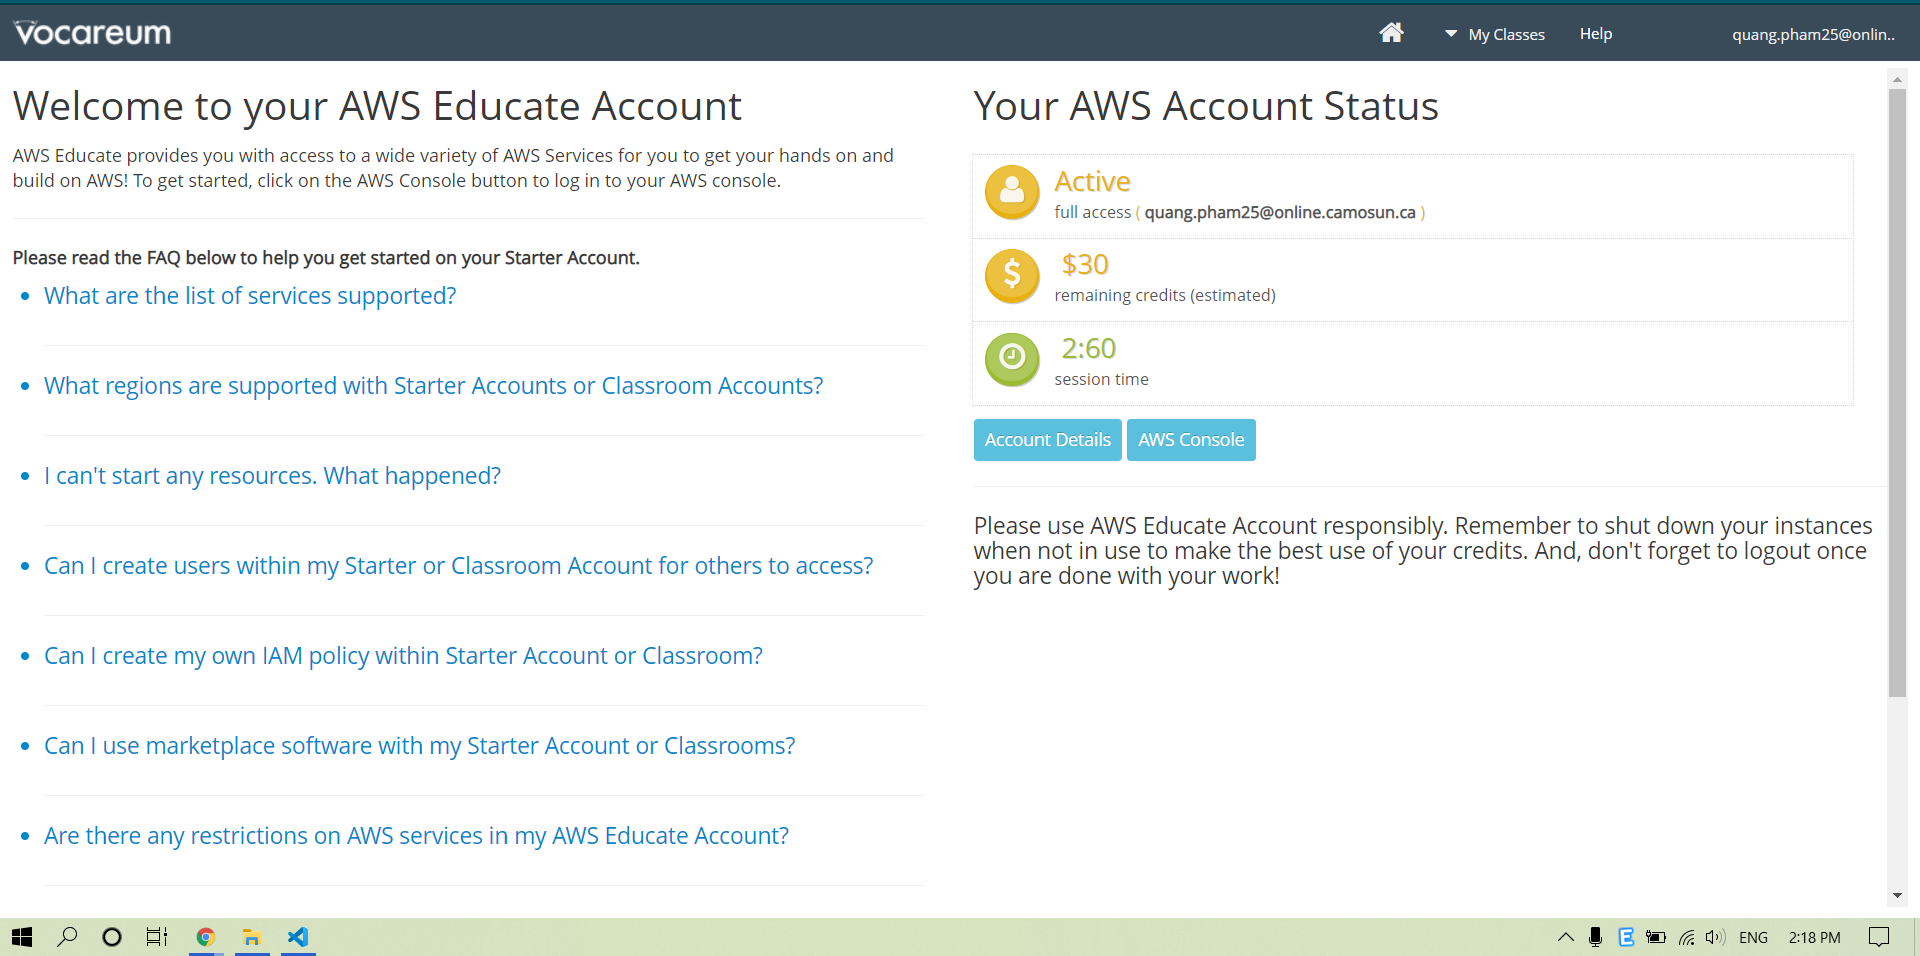 Vocareum
My Classes
Help
quang.pham25@onlin..
Welcome to your AWS Educate Account
AWS Educate provides you with access to a wide variety of AWS Services for you to get your hands on and
build on AWS! To get started, click on the AWS Console button to log in to your AWS console.
Please read the FAQ below to help you get started on your Starter Account.
What are the list of services supported?
What regions are supported with Starter Accounts or Classroom Accounts?
I can't start any resources. What happened?
Can I create users within my Starter or Classroom Account for others to access?
Can I create my own IAM policy within Starter Account or Classroom?
Can I use marketplace software with my Starter Account or Classrooms?
Are there any restrictions on AWS services in my AWS Educate Account?
Your AWS Account Status
Active
full access ( quang.pham25@online.camosun.ca )
$30
remaining credits (estimated)
2:60
session time
Account Details
AWS Console
Please use AWS Educate Account responsibly. Remember to shut down your instances
when not in use to make the best use of your credits. And, don't forget to logout once
you are done with your work!
ENG
2:18 PM